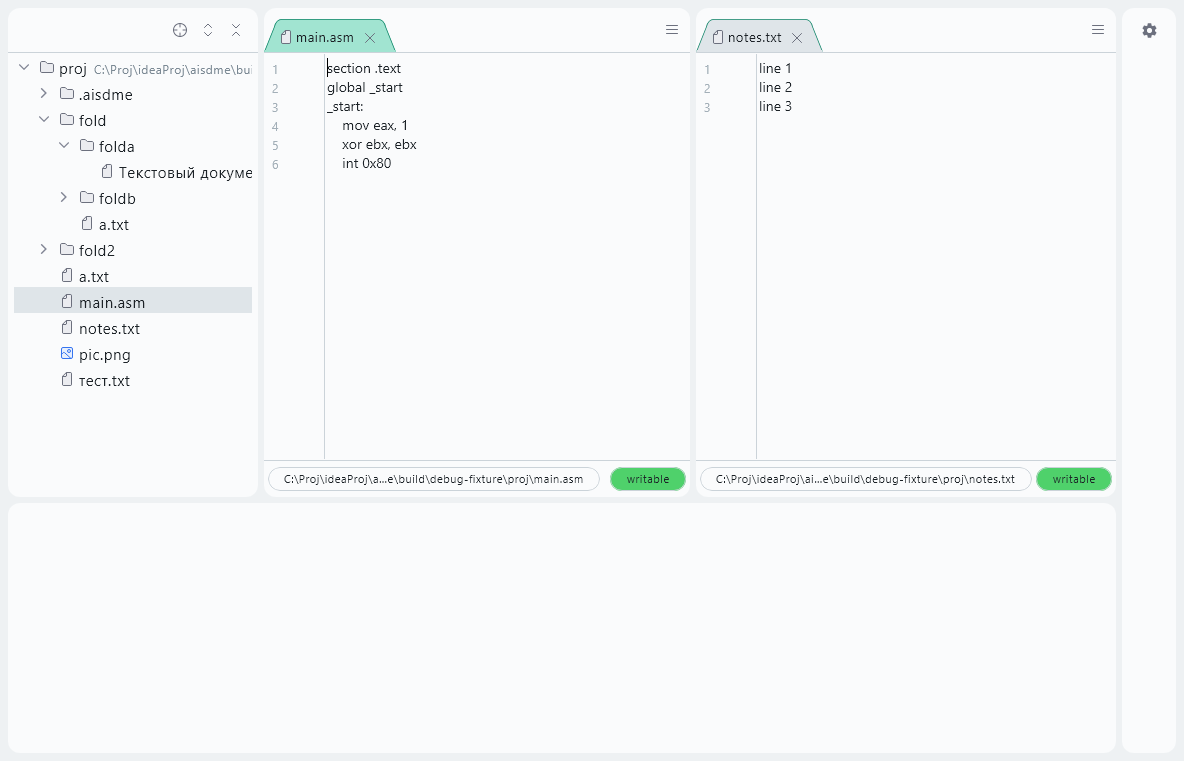 proj C:\Proj\ideaProj\aisdme\bu
.aisdme
fold
folda
Текстовый докуме
foldb
a.txt
fold2
a.txt
main.asm
notes.txt
pic.png
тест.txt
main.asm
1 section .text
2 global _start
3 _start:
4 mov eax, 1
5 xor ebx, ebx
6 int 0x80
C:\Proj\ideaProj\a...e\build\debug-fixture\proj\main.asm writable
notes.txt
1 line 1
2 line 2
3 line 3
C:\Proj\ideaProj\ai...e\build\debug-fixture\proj\notes.txt writable